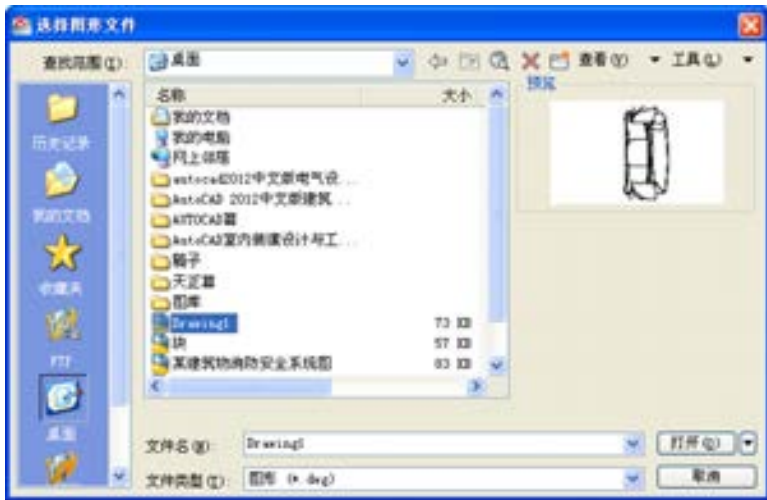 选择图形文件
查找范围(I): 桌面 查看(V) 工具(L)
历史记录
我的文档
收藏夹
FTP
桌面
名称 大小
我的文档
我的电脑
网上邻居
autocad2012中文版电气设...
AutoCAD 2012中文版建筑...
AUTOCAD篇
AutoCAD室内装潢设计与工...
稿子
天正篇
图库
Drawing1 73 KB
块 57 KB
某建筑物消防安全系统图 83 KB
预览
文件名(N): Drawing1 打开(O)
文件类型(T): 图形 (*.dwg) 取消